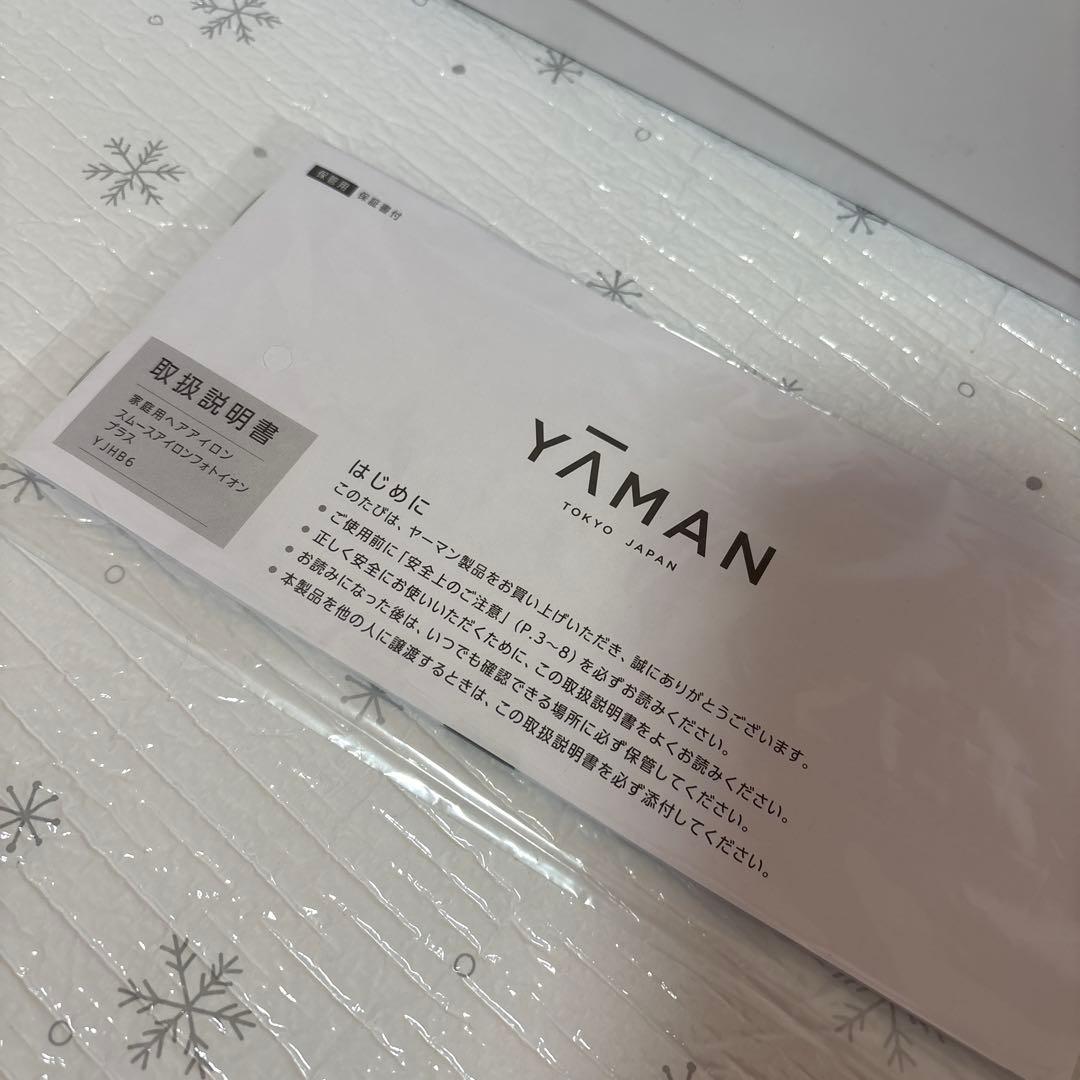 保管用 保証書付
取扱説明書
家庭用ヘアアイロン
スムースアイロンフォトイオン
プラス
YJHB6
YĀMAN
TOKYO JAPAN
はじめに
このたびは、ヤーマン製品をお買い上げいただき、誠にありがとうございます。
● ご使用前に「安全上のご注意」(P.3～8)を必ずお読みください。
● 正しく安全にお使いいただくために、この取扱説明書をよくお読みください。
● お読みになった後は、いつでも確認できる場所に必ず保管してください。
● 本製品を他の人に譲渡するときは、この取扱説明書を必ず添付してください。